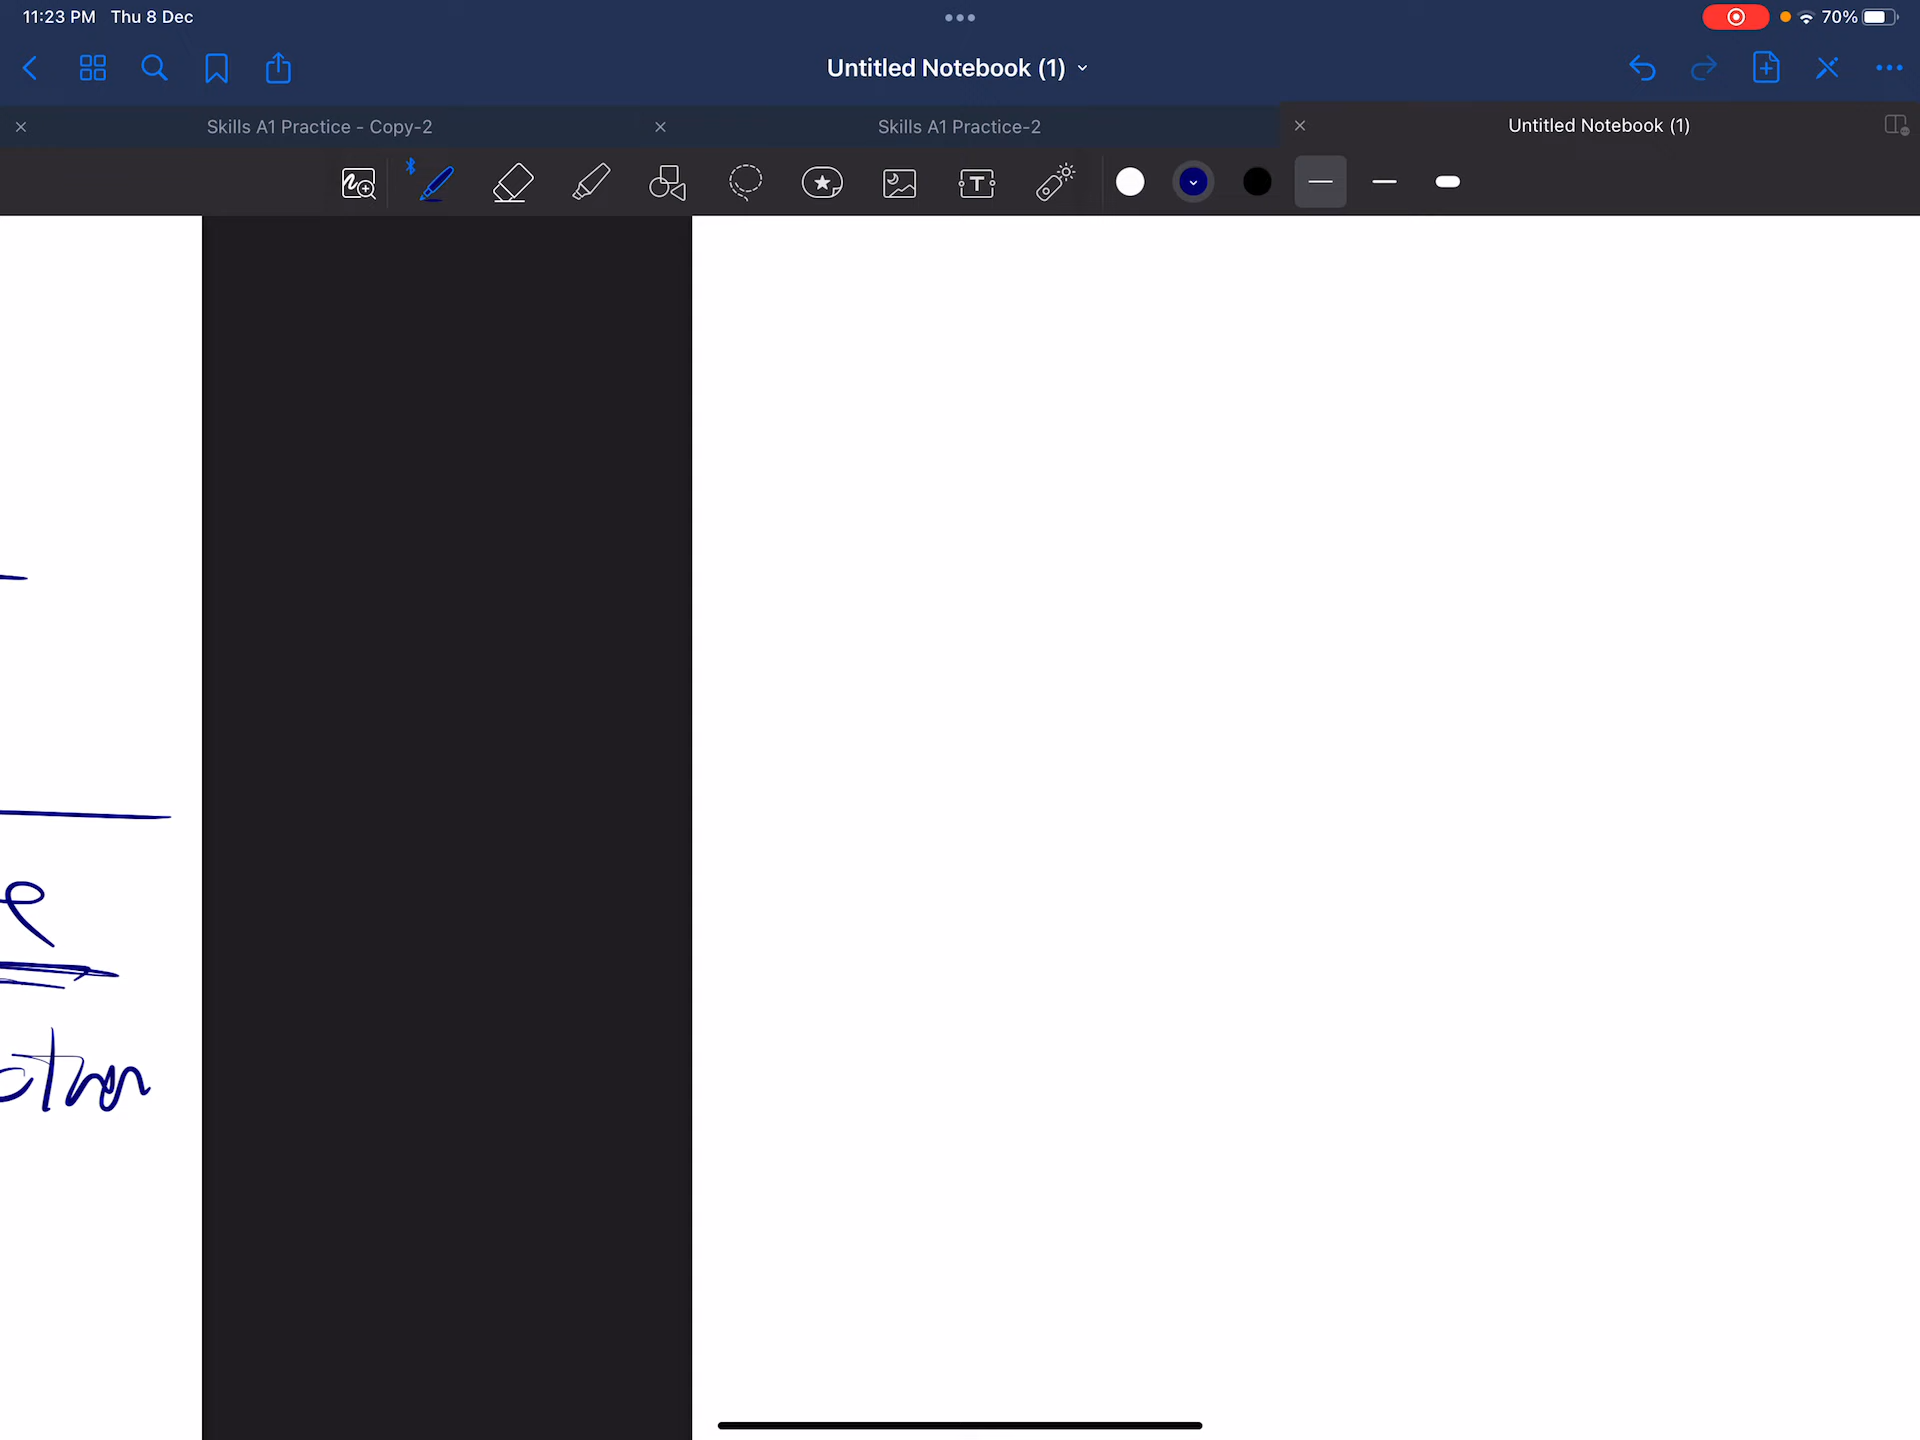 11:23 PM Thu 8 Dec
70%
Untitled Notebook (1)
Skills A1 Practice - Copy-2
Skills A1 Practice-2
Untitled Notebook (1)
T
e